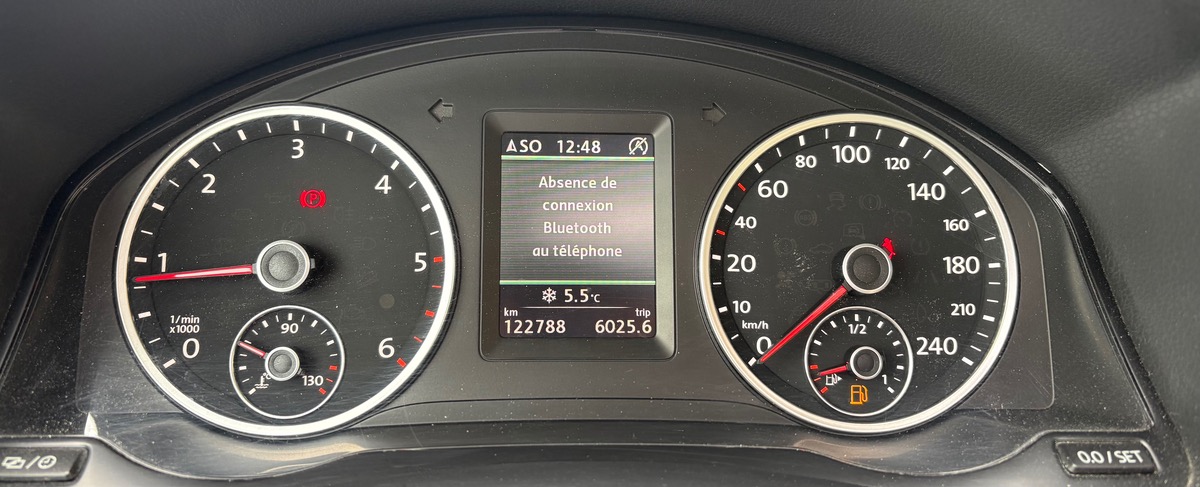 0
1
2
3
4
5
6
1/min
x1000
P
90
130
SO 12:48
Absence de
connexion
Bluetooth
au téléphone
5.5°C
km trip
122788 6025.6
0
10
20
40
60
80
100
120
140
160
180
210
240
km/h
1/2
1
0.0 / SET